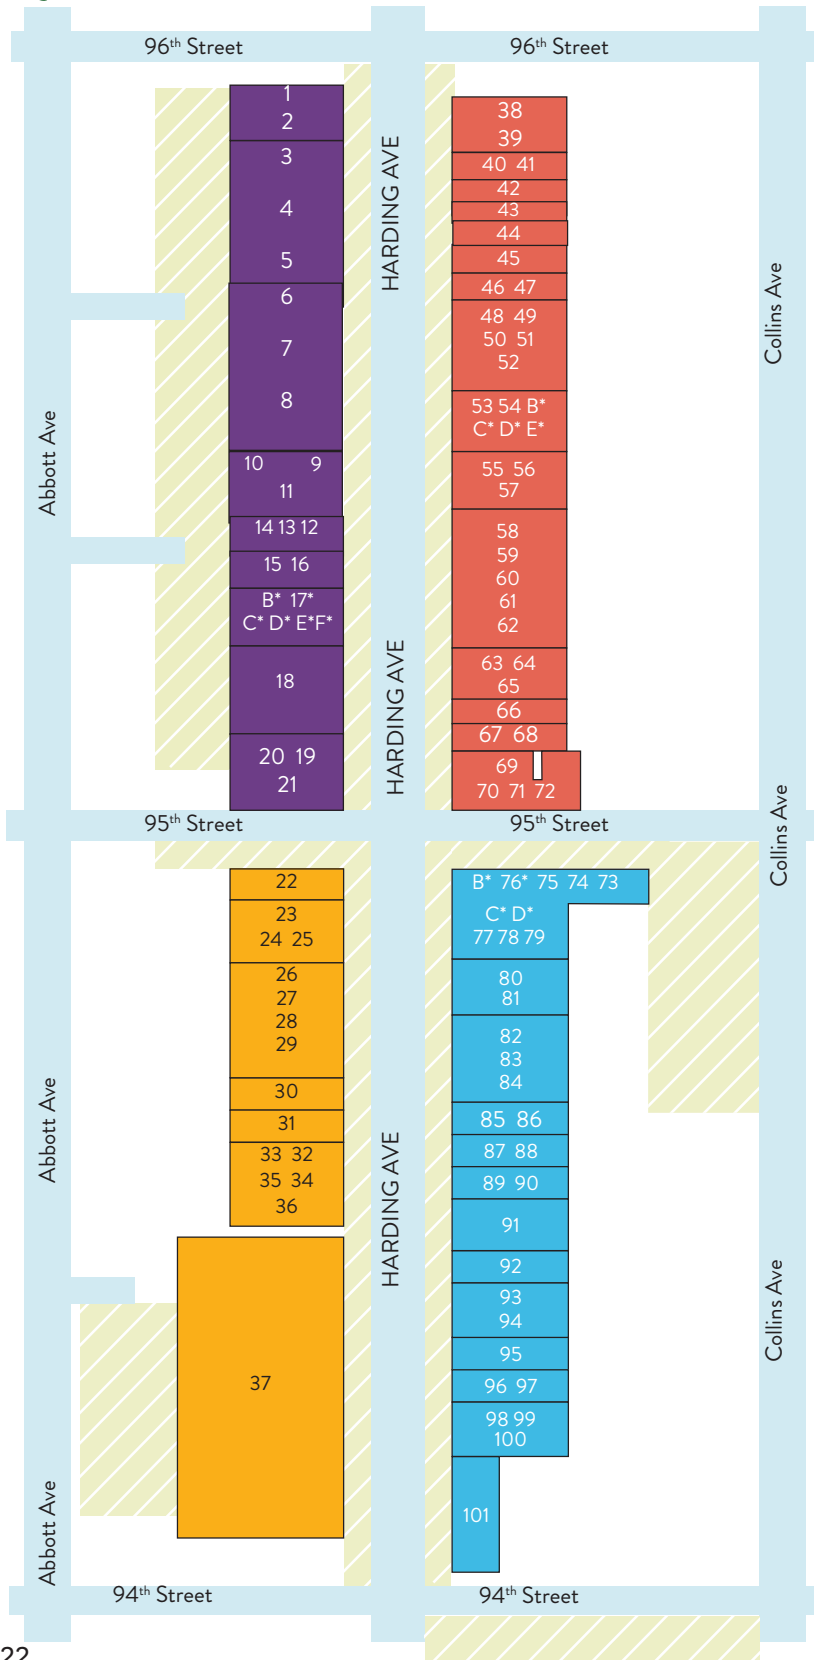 96th Street
96th Street
1
2
3
4
5
6
7
8
10 9
11
14 13 12
15 16
B* 17*
C* D* E*F*
18
20 19
21
HARDING AVE
HARDING AVE
38
39
40 41
42
43
44
45
46 47
48 49
50 51
52
53 54 B*
C* D* E*
55 56
57
58
59
60
61
62
63 64
65
66
67 68
69
70 71 72
Abbott Ave
Collins Ave
95th Street
95th Street
Collins Ave
22
23
24 25
26
27
28
29
30
31
33 32
35 34
36
37
HARDING AVE
B* 76* 75 74 73
C* D*
77 78 79
80
81
82
83
84
85 86
87 88
89 90
91
92
93
94
95
96 97
98 99
100
101
Abbott Ave
Collins Ave
Abbott Ave
94th Street
94th Street
22